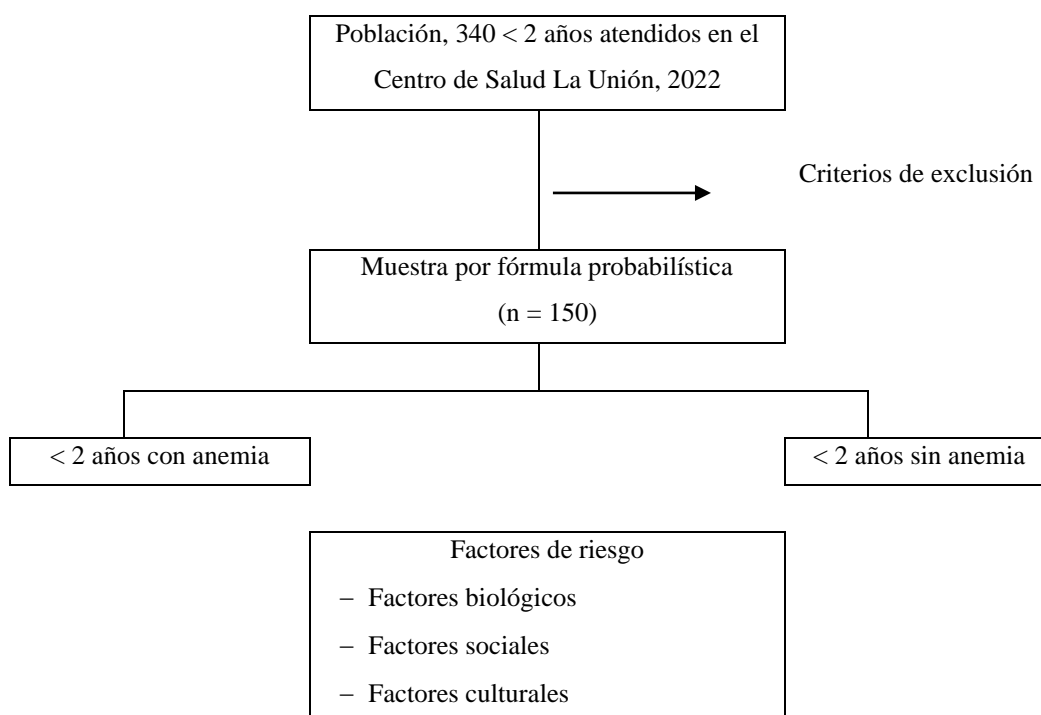 Población, 340 < 2 años atendidos en el
Centro de Salud La Unión, 2022
Criterios de exclusión
Muestra por fórmula probabilística
(n = 150)
< 2 años con anemia
< 2 años sin anemia
Factores de riesgo
− Factores biológicos
− Factores sociales
− Factores culturales